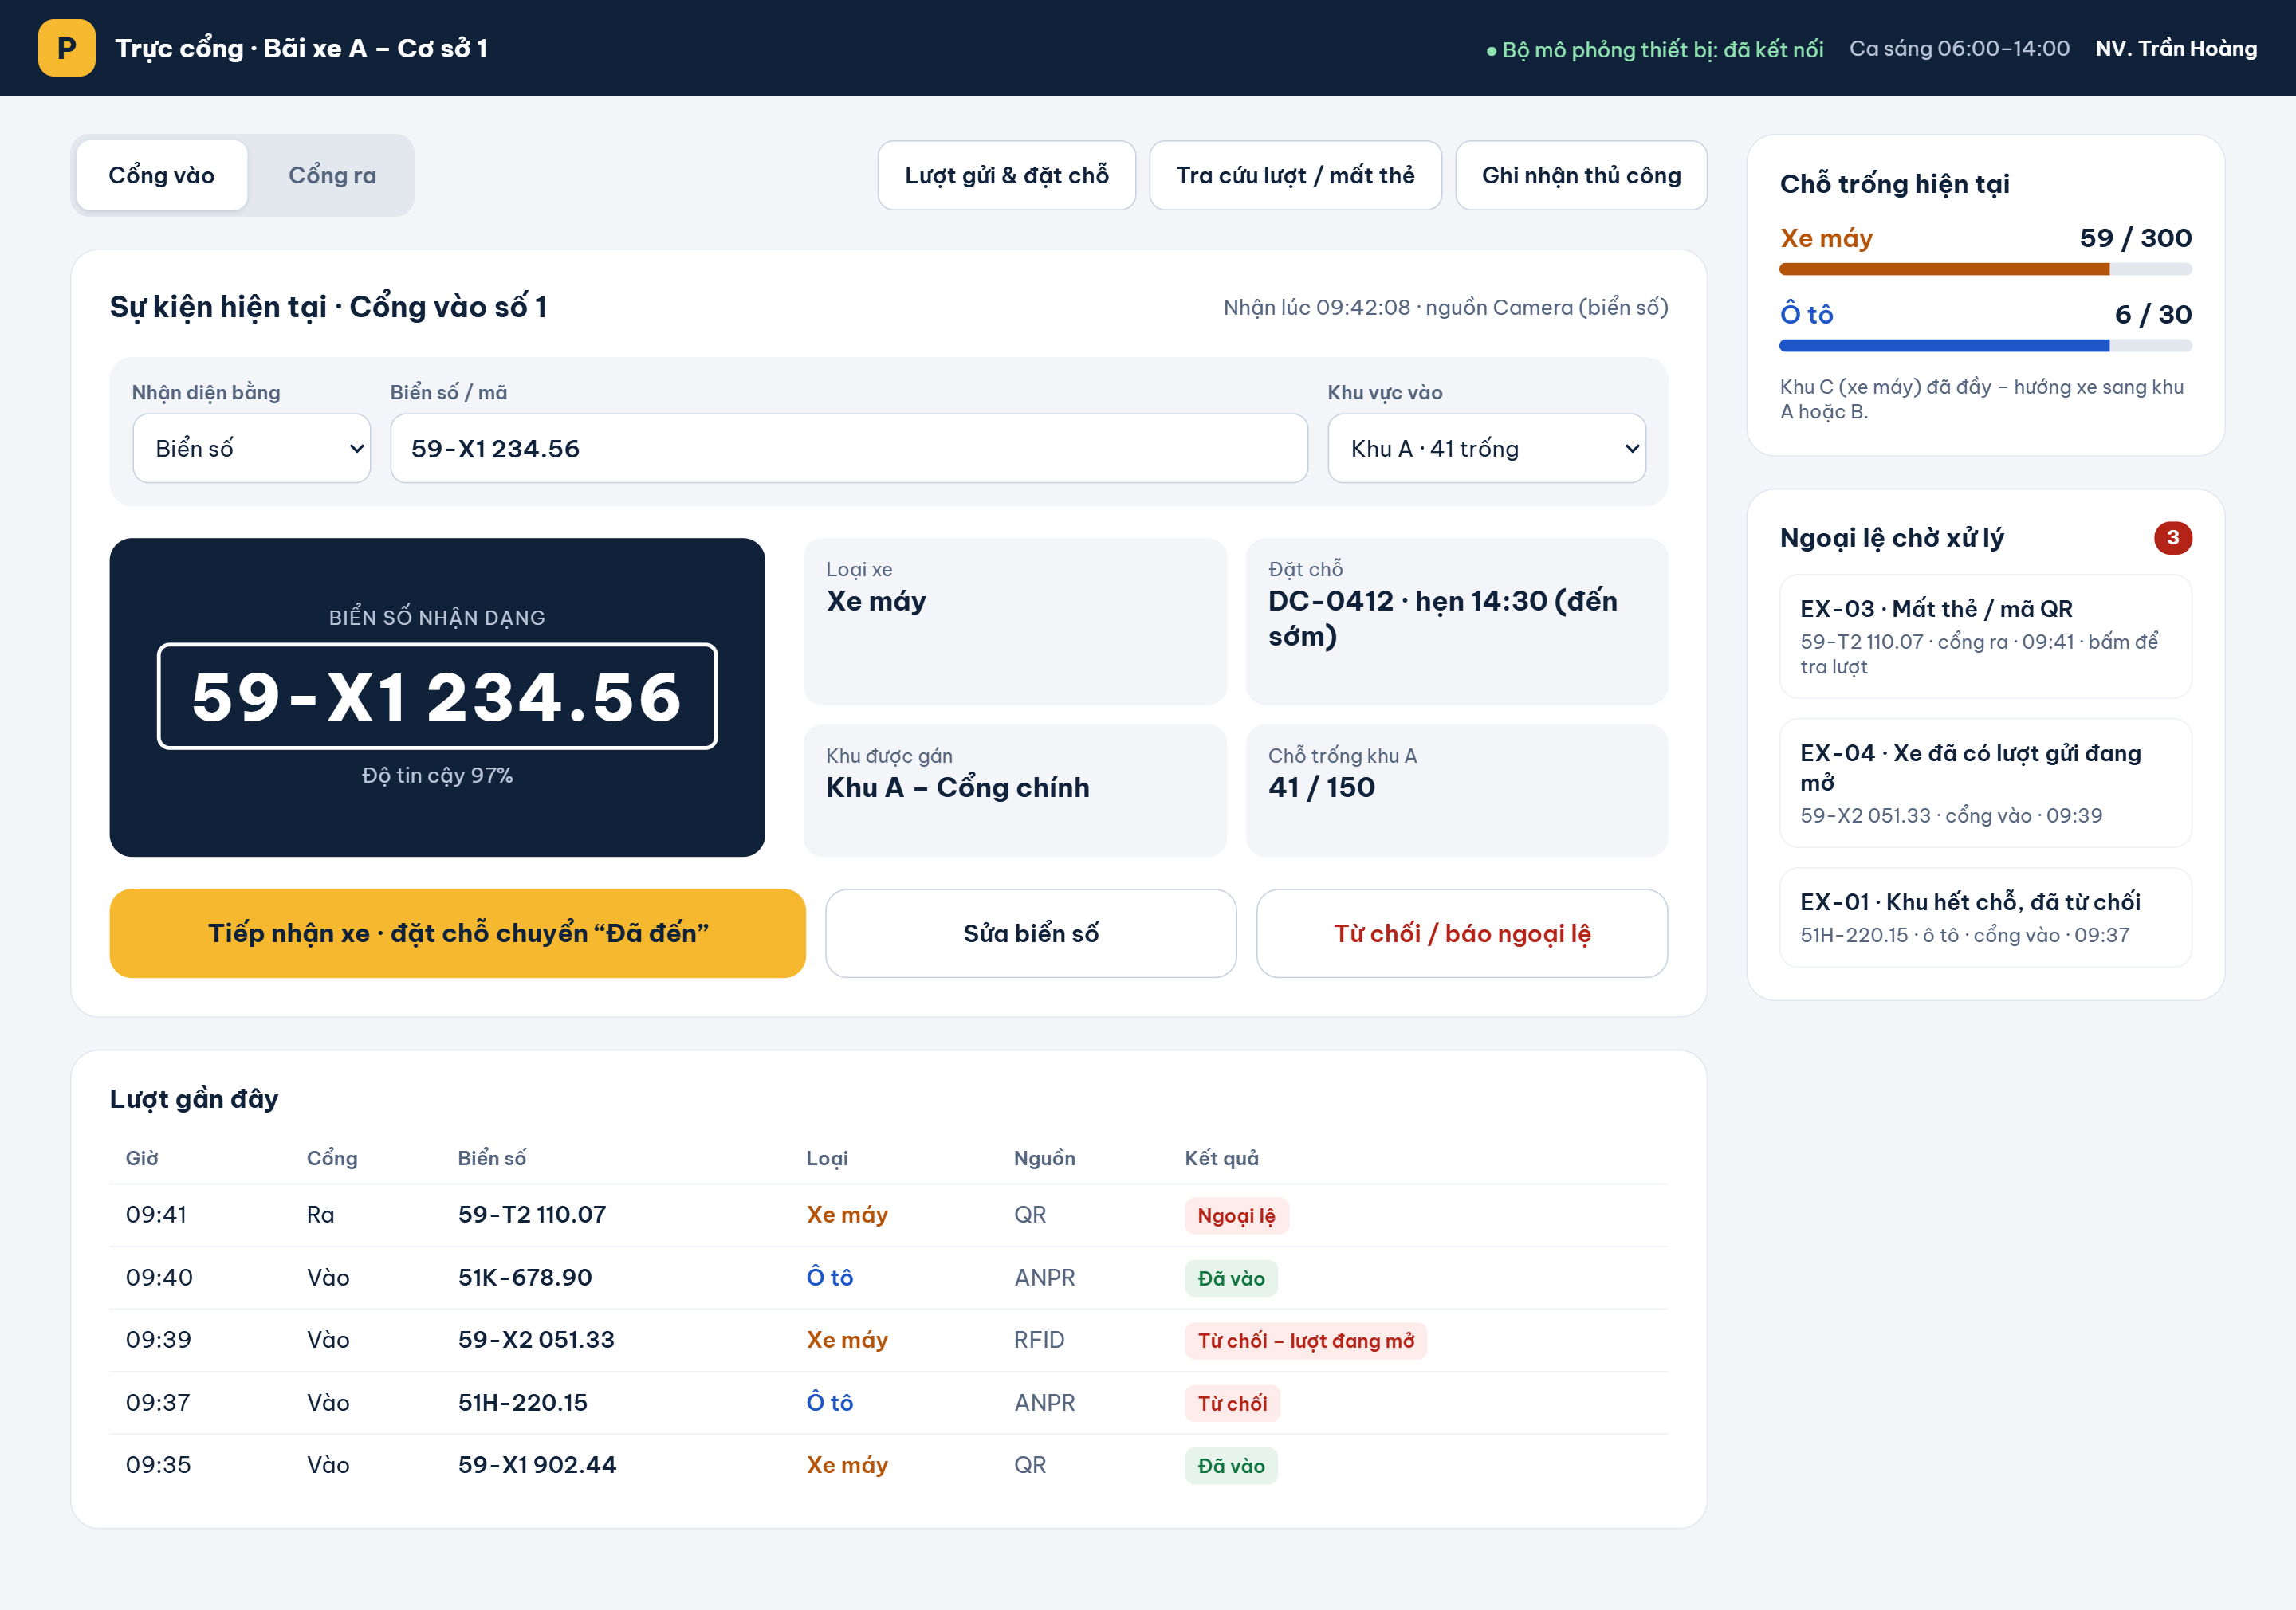 P
Trực cổng · Bãi xe A – Cơ sở 1
● Bộ mô phỏng thiết bị: đã kết nối
Ca sáng 06:00–14:00
NV. Trần Hoàng
Cổng vào
Cổng ra
Lượt gửi & đặt chỗ
Tra cứu lượt / mất thẻ
Ghi nhận thủ công
Sự kiện hiện tại · Cổng vào số 1
Nhận lúc 09:42:08 · nguồn Camera (biển số)
Nhận diện bằng
Biển số / mã
Khu vực vào
Biển số
59-X1 234.56
Khu A · 41 trống
BIỂN SỐ NHẬN DẠNG
59-X1 234.56
Độ tin cậy 97%
Loại xe
Xe máy
Đặt chỗ
DC-0412 · hẹn 14:30 (đến
sớm)
Khu được gán
Khu A – Cổng chính
Chỗ trống khu A
41 / 150
Tiếp nhận xe · đặt chỗ chuyển “Đã đến”
Sửa biển số
Từ chối / báo ngoại lệ
Lượt gần đây
Giờ Cổng Biển số Loại Nguồn Kết quả
09:41 Ra 59-T2 110.07 Xe máy QR Ngoại lệ
09:40 Vào 51K-678.90 Ô tô ANPR Đã vào
09:39 Vào 59-X2 051.33 Xe máy RFID Từ chối – lượt đang mở
09:37 Vào 51H-220.15 Ô tô ANPR Từ chối
09:35 Vào 59-X1 902.44 Xe máy QR Đã vào
Chỗ trống hiện tại
Xe máy 59 / 300
Ô tô 6 / 30
Khu C (xe máy) đã đầy – hướng xe sang khu
A hoặc B.
Ngoại lệ chờ xử lý 3
EX-03 · Mất thẻ / mã QR
59-T2 110.07 · cổng ra · 09:41 · bấm để
tra lượt
EX-04 · Xe đã có lượt gửi đang
mở
59-X2 051.33 · cổng vào · 09:39
EX-01 · Khu hết chỗ, đã từ chối
51H-220.15 · ô tô · cổng vào · 09:37